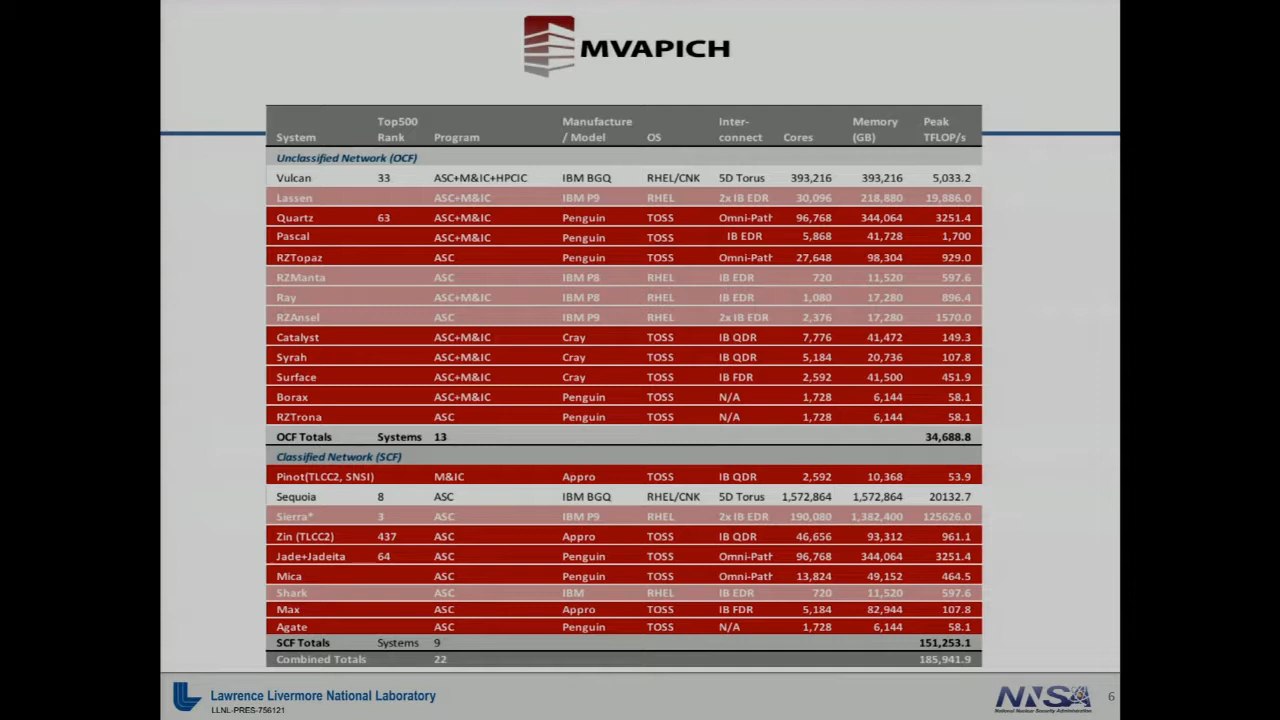 MVAPICH
System Top500 Rank Program Manufacture / Model OS Inter-connect Cores Memory (GB) Peak TFLOP/s
Unclassified Network (OCF)
Vulcan 33 ASC+M&IC+HPCIC IBM BGQ RHEL/CNK 5D Torus 393,216 393,216 5,033.2
Lassen ASC+M&IC IBM P9 RHEL 2x IB EDR 30,096 218,880 19,886.0
Quartz 63 ASC+M&IC Penguin TOSS Omni-Path 96,768 344,064 3251.4
Pascal ASC+M&IC Penguin TOSS IB EDR 5,868 41,728 1,700
RZTopaz ASC Penguin TOSS Omni-Path 27,648 98,304 929.0
RZManta ASC IBM P8 RHEL IB EDR 720 11,520 597.6
Ray ASC+M&IC IBM P8 RHEL IB EDR 1,080 17,280 896.4
RZAnsel ASC IBM P9 RHEL 2x IB EDR 2,376 17,280 1570.0
Catalyst ASC+M&IC Cray TOSS IB QDR 7,776 41,472 149.3
Syrah ASC+M&IC Cray TOSS IB QDR 5,184 20,736 107.8
Surface ASC+M&IC Cray TOSS IB FDR 2,592 41,500 451.9
Borax ASC+M&IC Penguin TOSS N/A 1,728 6,144 58.1
RZTrona ASC Penguin TOSS N/A 1,728 6,144 58.1
OCF Totals Systems 13 34,688.8
Classified Network (SCF)
Pinot(TLCC2, SNSI) M&IC Appro TOSS IB QDR 2,592 10,368 53.9
Sequoia 8 ASC IBM BGQ RHEL/CNK 5D Torus 1,572,864 1,572,864 20132.7
Sierra* 3 ASC IBM P9 RHEL 2x IB EDR 190,080 1,382,400 125626.0
Zin (TLCC2) 437 ASC Appro TOSS IB QDR 46,656 93,312 961.1
Jade+Jadeita 64 ASC Penguin TOSS Omni-Path 96,768 344,064 3251.4
Mica ASC Penguin TOSS Omni-Path 13,824 49,152 464.5
Shark ASC IBM RHEL IB EDR 720 11,520 597.6
Max ASC Appro TOSS IB FDR 5,184 82,944 107.8
Agate ASC Penguin TOSS N/A 1,728 6,144 58.1
SCF Totals Systems 9 151,253.1
Combined Totals 22 185,941.9
Lawrence Livermore National Laboratory
LLNL-PRES-756121
NNSA
National Nuclear Security Administration
6